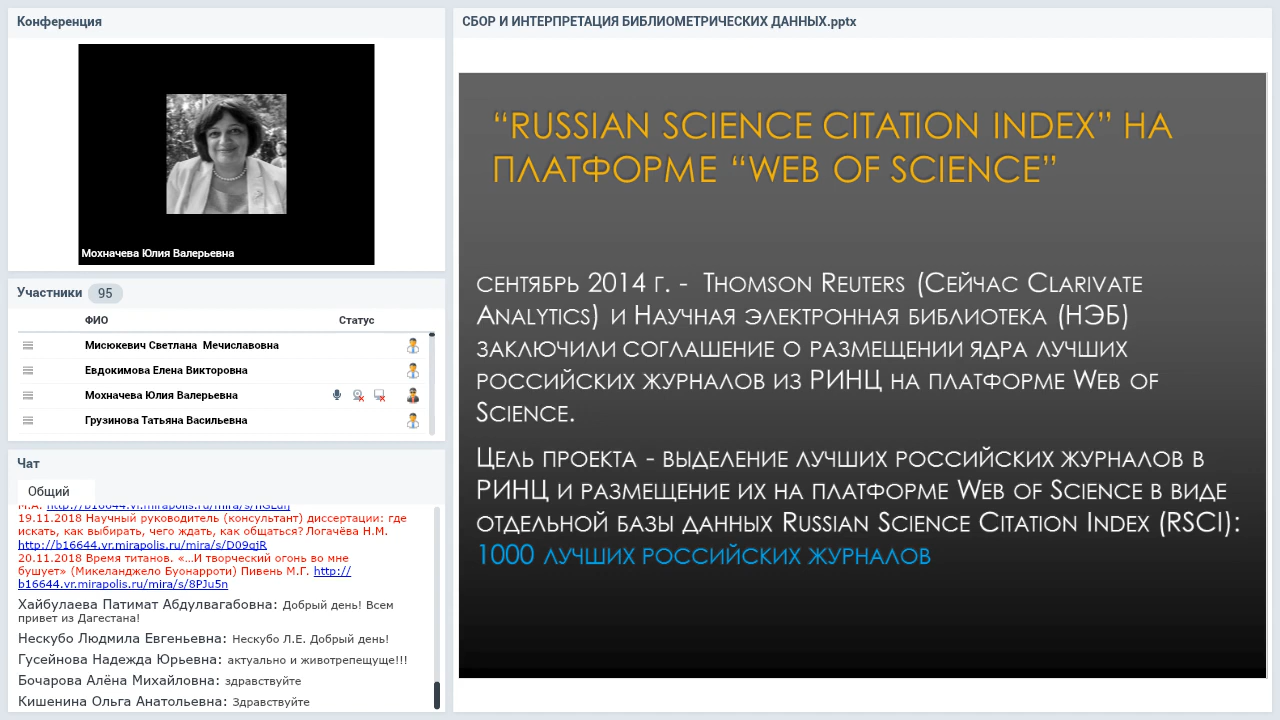 Конференция
Мохначева Юлия Валерьевна
Участники 95
ФИО Статус
Мисюкевич Светлана Мечиславовна
Евдокимова Елена Викторовна
Мохначева Юлия Валерьевна
Грузинова Татьяна Васильевна
Чат
Общий
19.11.2018 Научный руководитель (консультант) диссертации: где
искать, как выбирать, чего ждать, как общаться? Логачёва Н.М.
http://b16644.vr.mirapolis.ru/mira/s/D09qjR
20.11.2018 Время титанов. «...И творческий огонь во мне
бушует» (Микеланджело Буонарроти) Пивень М.Г. http://
b16644.vr.mirapolis.ru/mira/s/8PJu5n
Хайбулаева Патимат Абдулвагабовна: Добрый день! Всем
привет из Дагестана!
Нескубо Людмила Евгеньевна: Нескубо Л.Е. Добрый день!
Гусейнова Надежда Юрьевна: актуально и животрепещуще!!!
Бочарова Алёна Михайловна: здравствуйте
Кишенина Ольга Анатольевна: Здравствуйте
СБОР И ИНТЕРПРЕТАЦИЯ БИБЛИОМЕТРИЧЕСКИХ ДАННЫХ.pptx
“RUSSIAN SCIENCE CITATION INDEX” НА
ПЛАТФОРМЕ “WEB OF SCIENCE”
сентябрь 2014 г. - Thomson Reuters (Сейчас Clarivate
Analytics) и Научная электронная библиотека (НЭБ)
заключили соглашение о размещении ядра лучших
российских журналов из РИНЦ на платформе Web of
Science.
Цель проекта - выделение лучших российских журналов в
РИНЦ и размещение их на платформе Web of Science в виде
отдельной базы данных Russian Science Citation Index (RSCI):
1000 лучших российских журналов